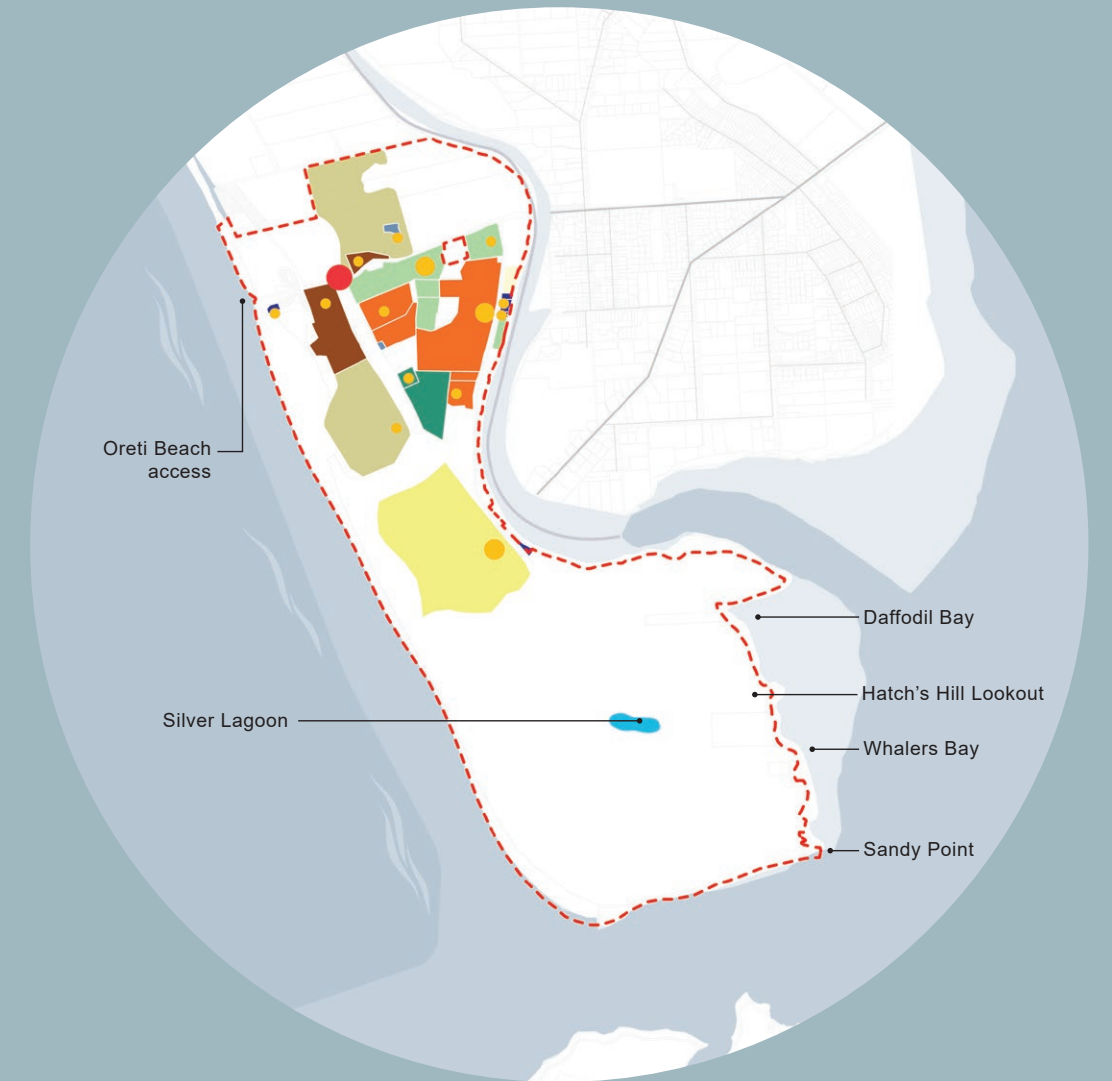 Oreti Beach
access
Daffodil Bay
Hatch's Hill Lookout
Silver Lagoon
Whalers Bay
Sandy Point